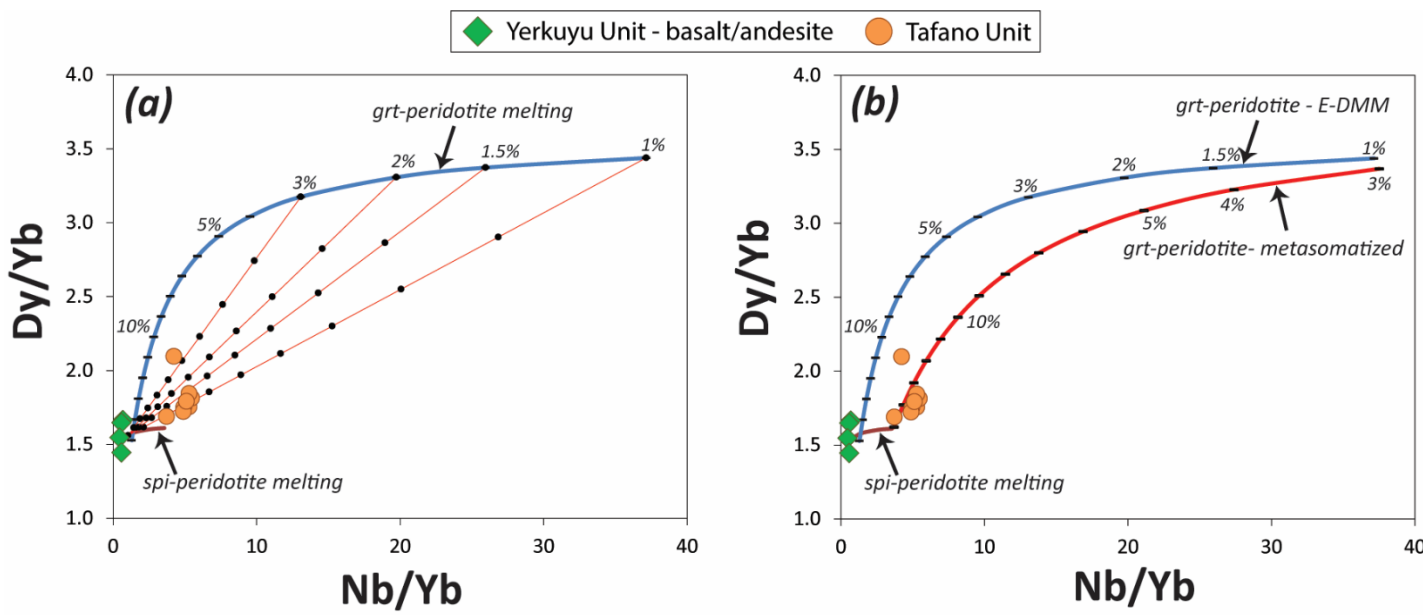 Yerkuyu Unit - basalt/andesite Tafano Unit
(a)
grt-peridotite melting
1%
1.5%
2%
3%
5%
10%
spi-peridotite melting
4.0
3.5
3.0
2.5
2.0
1.5
1.0
Dy/Yb
0 10 20 30 40
Nb/Yb
(b)
grt-peridotite - E-DMM
1%
1.5%
2%
3%
5%
10%
3%
4%
5%
10%
grt-peridotite- metasomatized
spi-peridotite melting
4.0
3.5
3.0
2.5
2.0
1.5
1.0
Dy/Yb
0 10 20 30 40
Nb/Yb